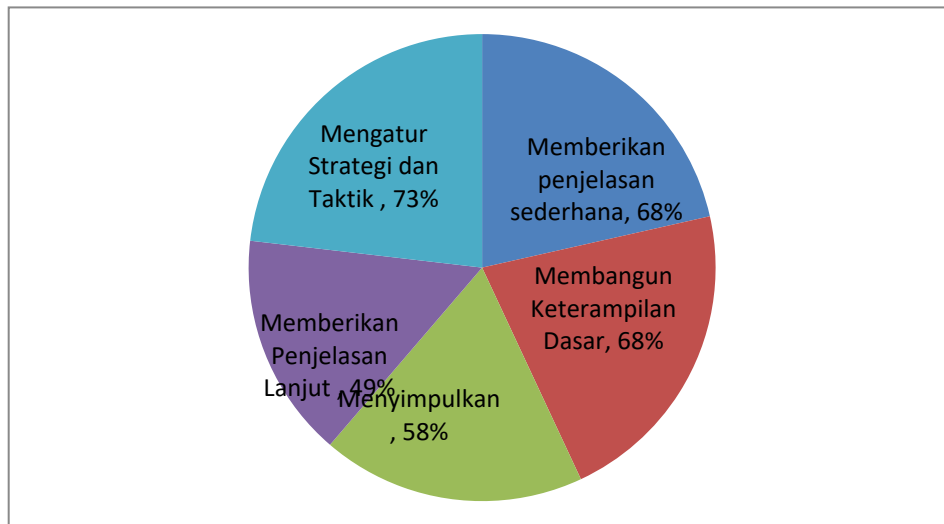 Memberikan
penjelasan
sederhana, 68%
Membangun
Keterampilan
Dasar, 68%
Menyimpulkan
, 58%
Memberikan
Penjelasan
Lanjut , 49%
Mengatur
Strategi dan
Taktik , 73%